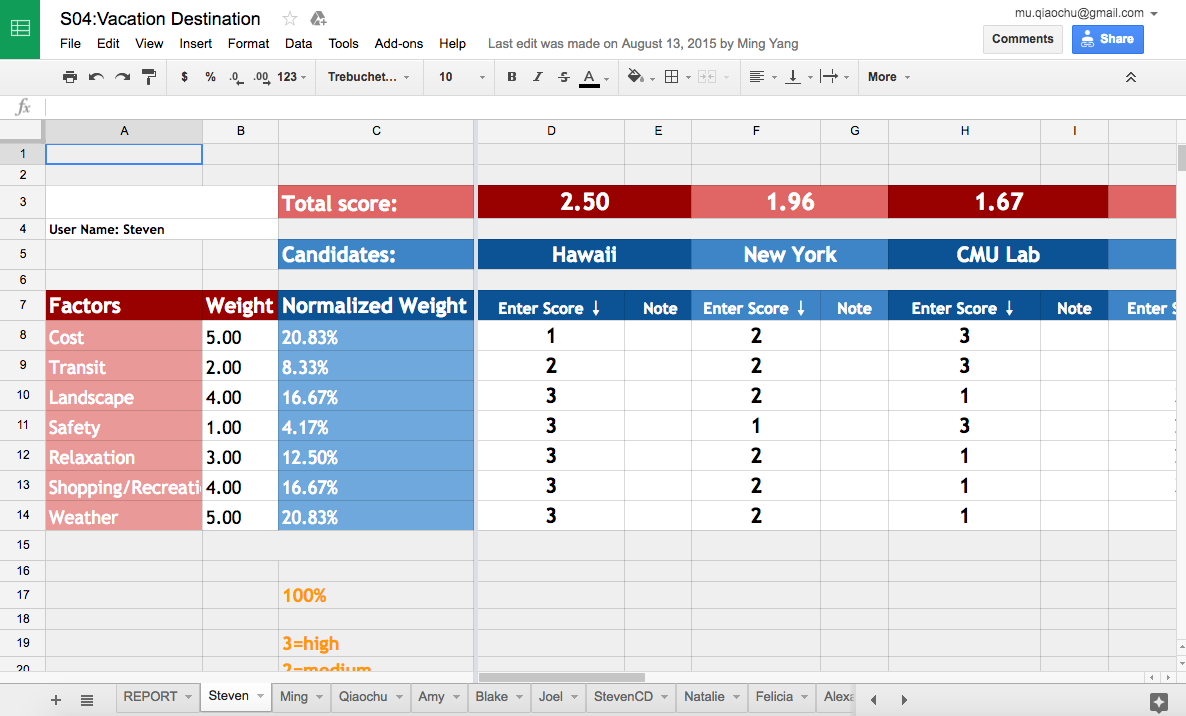 S04:Vacation Destination
mu.qiaochu@gmail.com
File Edit View Insert Format Data Tools Add-ons Help Last edit was made on August 13, 2015 by Ming Yang
Comments Share
$ % .0 .00 123 Trebuchet... 10 B I S A More
fx
A B C D E F G H I
1
2
3 Total score: 2.50 1.96 1.67
4 User Name: Steven
5 Candidates: Hawaii New York CMU Lab
6
7 Factors Weight Normalized Weight Enter Score ↓ Note Enter Score ↓ Note Enter Score ↓ Note Enter S
8 Cost 5.00 20.83% 1 2 3
9 Transit 2.00 8.33% 2 2 3
10 Landscape 4.00 16.67% 3 2 1
11 Safety 1.00 4.17% 3 1 3
12 Relaxation 3.00 12.50% 3 2 1
13 Shopping/Recreati 4.00 16.67% 3 2 1
14 Weather 5.00 20.83% 3 2 1
15
16
17 100%
18
19 3=high
20 2=medium
+ REPORT Steven Ming Qiaochu Amy Blake Joel StevenCD Natalie Felicia Alexa